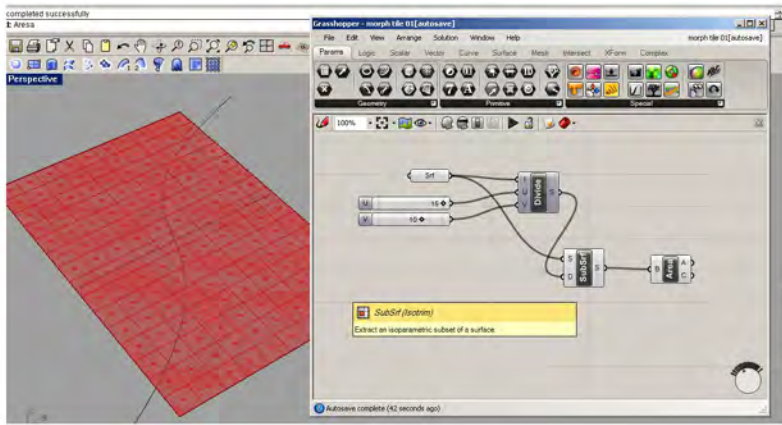 completed successfully
t: Aresa
Perspective
Grasshopper - morph tile 01[autosave]
File Edit View Arrange Solution Window Help morph tile 01[autosave]
Params Logic Scalar Vector Curve Surface Mesh Intersect XForm Complex
Geometry Primitive Special
100%
Srf
U 16
V 10
I U V Divide S
S D SubSrf S
B Area A C
SubSrf (Isotrim)
Extract an isoparametric subset of a surface
Autosave complete (42 seconds ago)